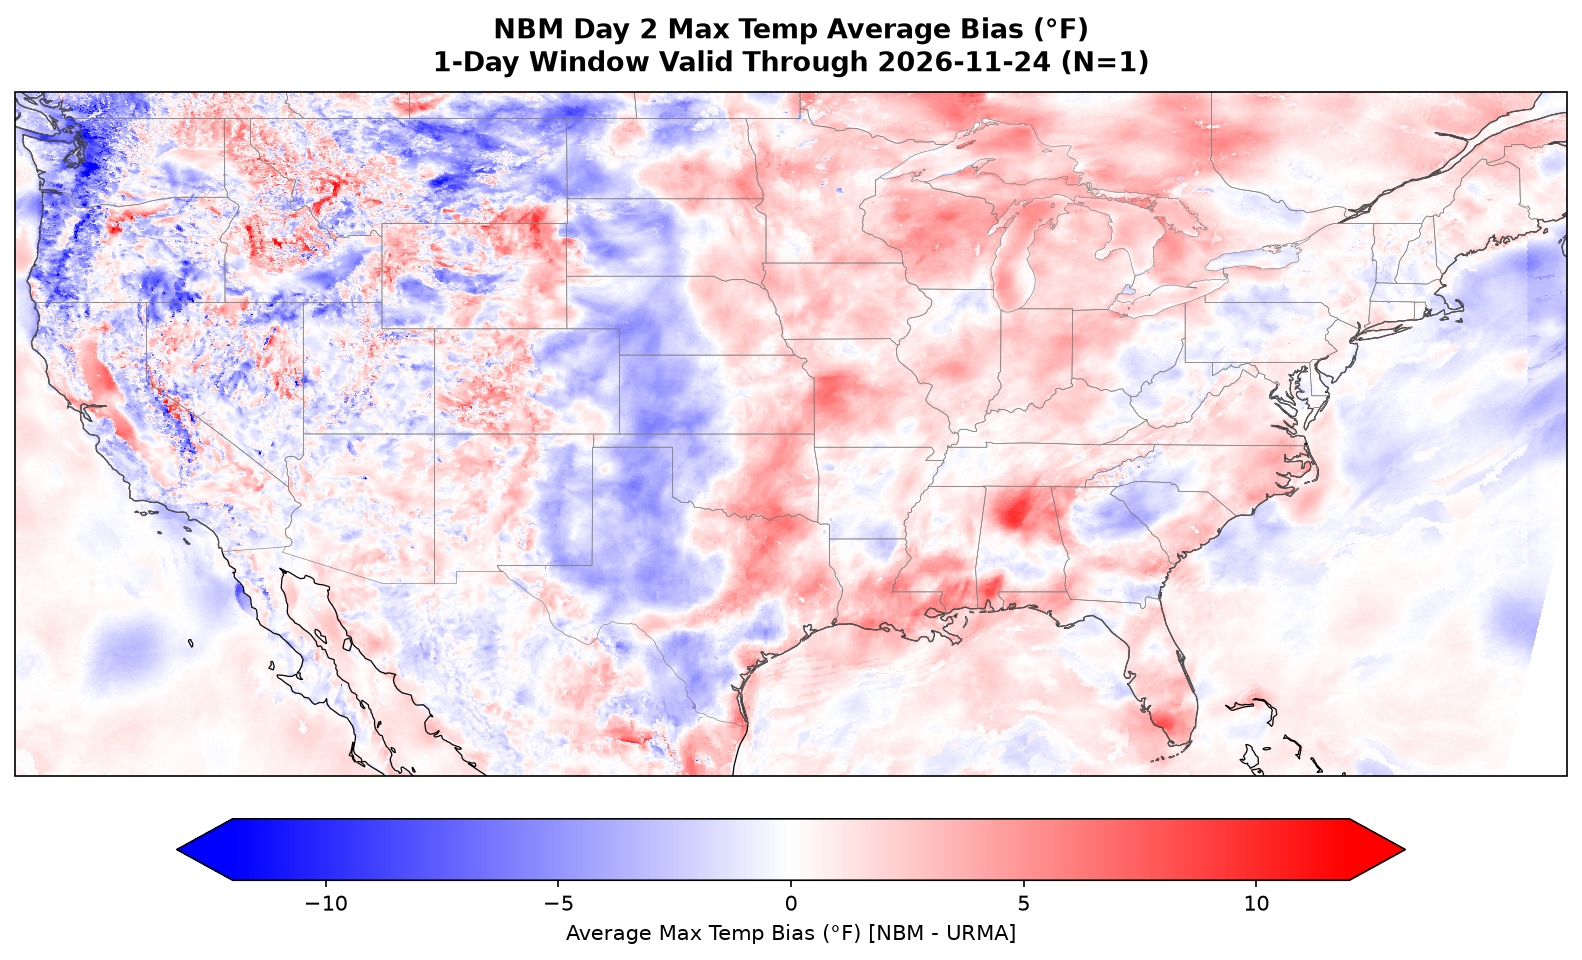 NBM Day 2 Max Temp Average Bias (°F)
1-Day Window Valid Through 2026-11-24 (N=1)
−10 −5 0 5 10
Average Max Temp Bias (°F) [NBM - URMA]